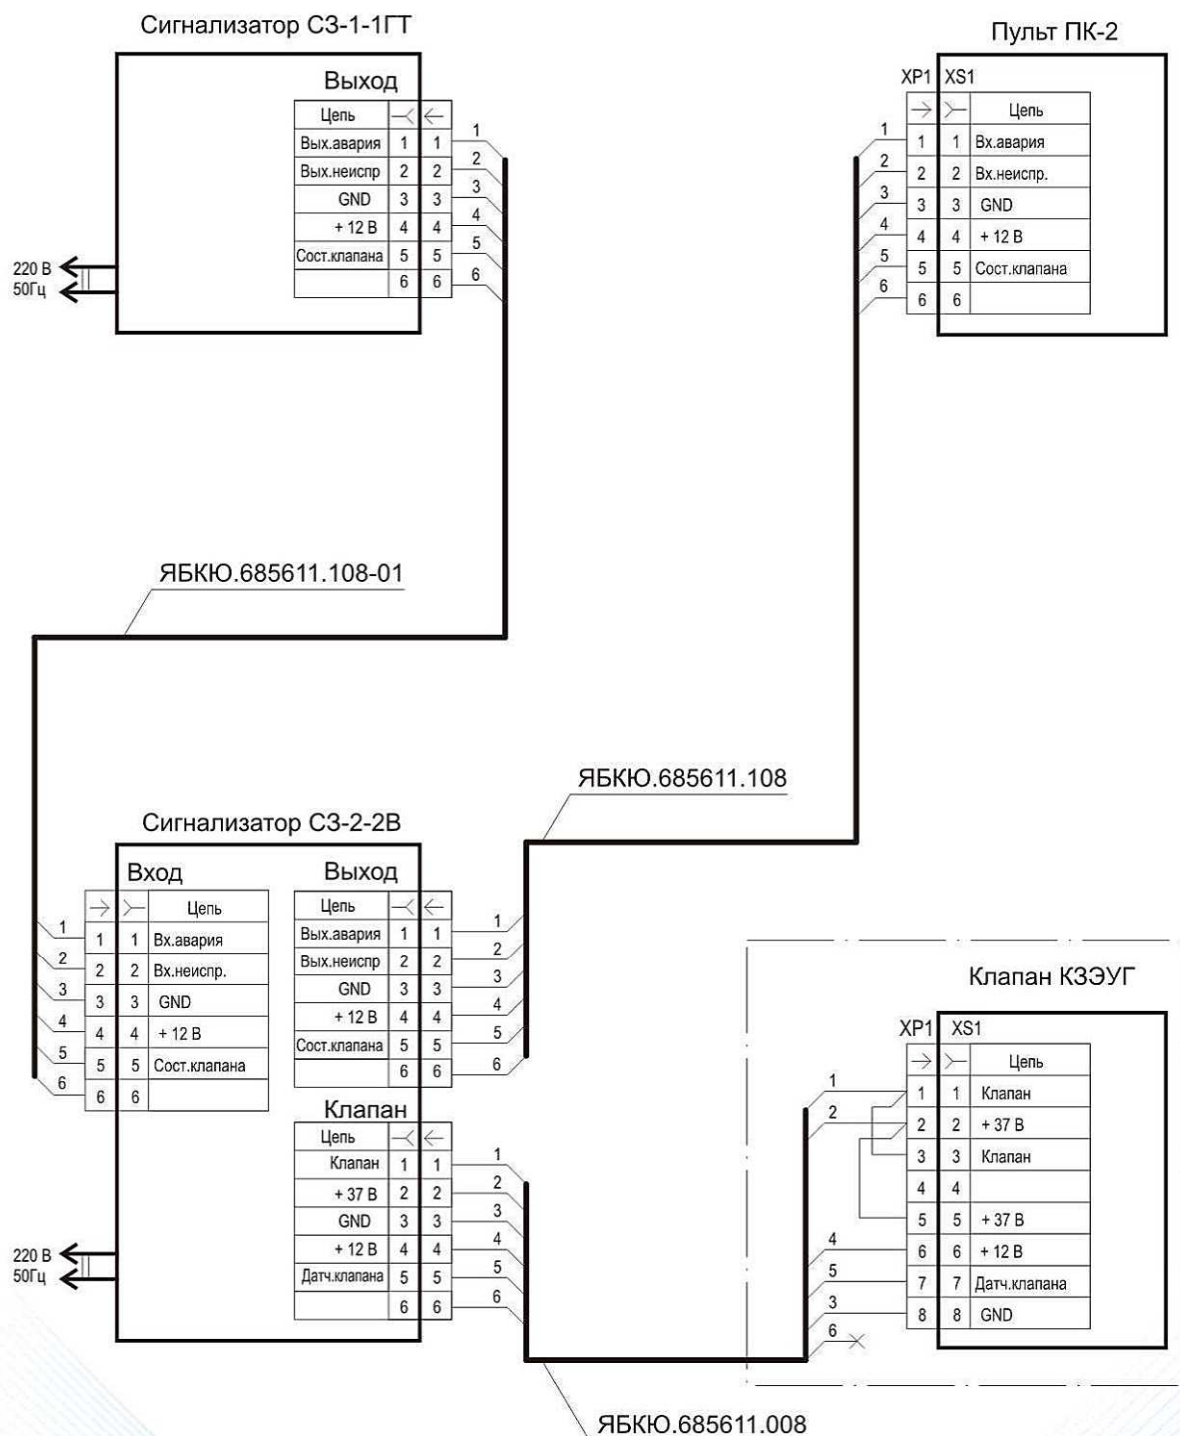 Сигнализатор СЗ-1-1ГТ
Выход
Цепь
Вых.авария 1 1 1
Вых.неиспр 2 2 2
GND 3 3 3
+ 12 В 4 4 4
Сост.клапана 5 5 5
6 6 6
220 В
50Гц
Пульт ПК-2
XP1 XS1
Цепь
1 1 1 Вх.авария
2 2 2 Вх.неиспр.
3 3 3 GND
4 4 4 + 12 В
5 5 5 Сост.клапана
6 6 6
ЯБКЮ.685611.108-01
ЯБКЮ.685611.108
Сигнализатор СЗ-2-2В
Вход
Цепь
1 1 1 Вх.авария
2 2 2 Вх.неиспр.
3 3 3 GND
4 4 4 + 12 В
5 5 5 Сост.клапана
6 6 6
Выход
Цепь
Вых.авария 1 1 1
Вых.неиспр 2 2 2
GND 3 3 3
+ 12 В 4 4 4
Сост.клапана 5 5 5
6 6 6
Клапан
Цепь
Клапан 1 1 1
+ 37 В 2 2 2
GND 3 3 3
+ 12 В 4 4 4
Датч.клапана 5 5 5
6 6 6
220 В
50Гц
Клапан КЗЭУГ
XP1 XS1
Цепь
1 1 1 Клапан
2 2 2 + 37 В
3 3 Клапан
4 4
5 5 + 37 В
4 6 6 + 12 В
5 7 7 Датч.клапана
3 8 8 GND
6
ЯБКЮ.685611.008